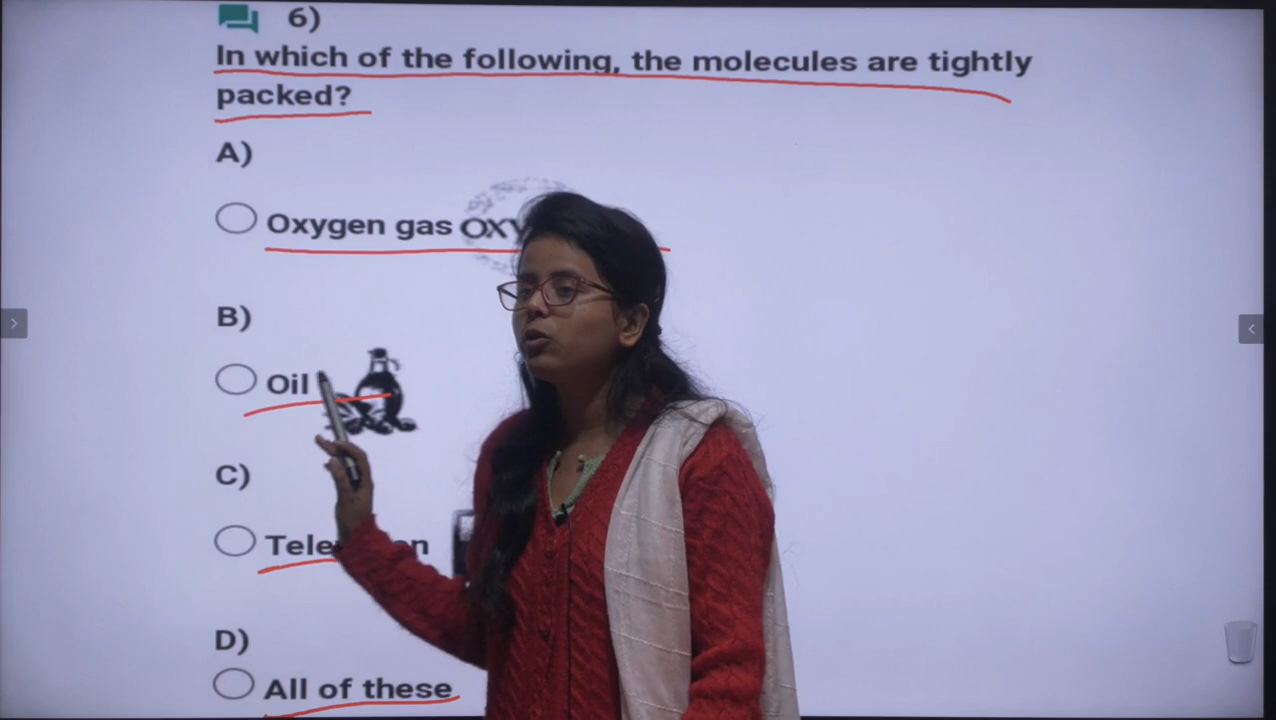 6)
In which of the following, the molecules are tightly
packed?
A)
Oxygen gas
B)
Oil
C)
D)
All of these